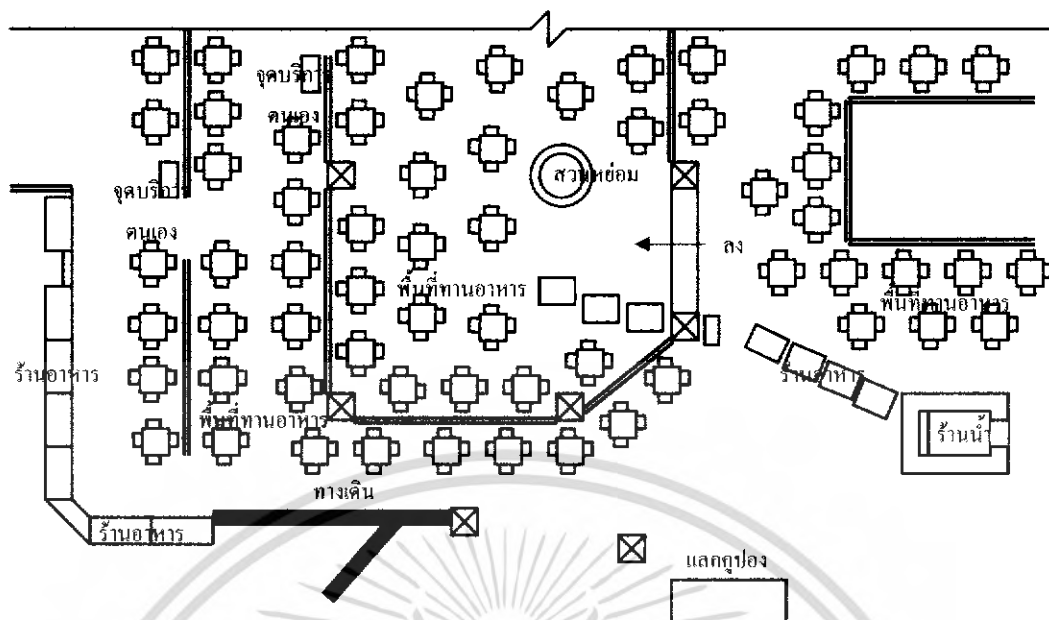 จุดบริการ
ตนเอง
สวนหย่อม
จุดบริการ
ตนเอง
ลง
พื้นที่ทานอาหาร
พื้นที่ทานอาหาร
ร้านอาหาร
ร้านอาหาร
พื้นที่ทานอาหาร
ร้านน้ำ
ทางเดิน
ร้านอาหาร
แลกคูปอง